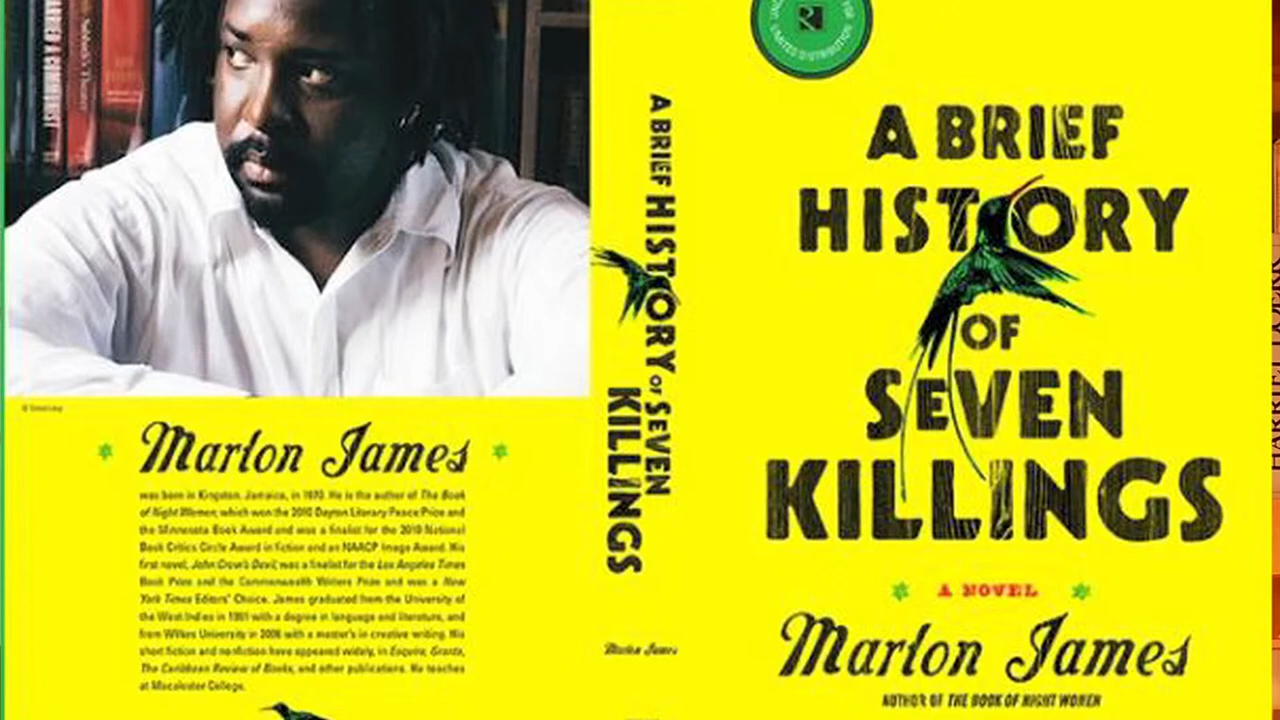 Marlon James
was born in Kingston, Jamaica, in 1970. He is the author of The Book
of Night Women, which won the 2010 Dayton Literary Peace Prize and
the Minnesota Book Award and was a finalist for the 2010 National
Book Critics Circle Award in fiction and an NAACP Image Award. His
first novel, John Crow's Devil, was a finalist for the Los Angeles Times
Book Prize and the Commonwealth Writers Prize and was a New
York Times Editors' Choice. James graduated from the University of
the West Indies in 1991 with a degree in language and literature, and
from Wilkes University in 2006 with a master's in creative writing. His
short fiction and nonfiction have appeared widely, in Esquire, Granta,
The Caribbean Review of Books, and other publications. He teaches
at Macalester College.
A BRIEF HISTORY OF SEVEN
KILLINGS
Marlon James
LIMITED DISTRIBUTION
A BRIEF
HISTORY
OF
SEVEN
KILLINGS
A NOVEL
Marlon James
AUTHOR OF THE BOOK OF NIGHT WOMEN